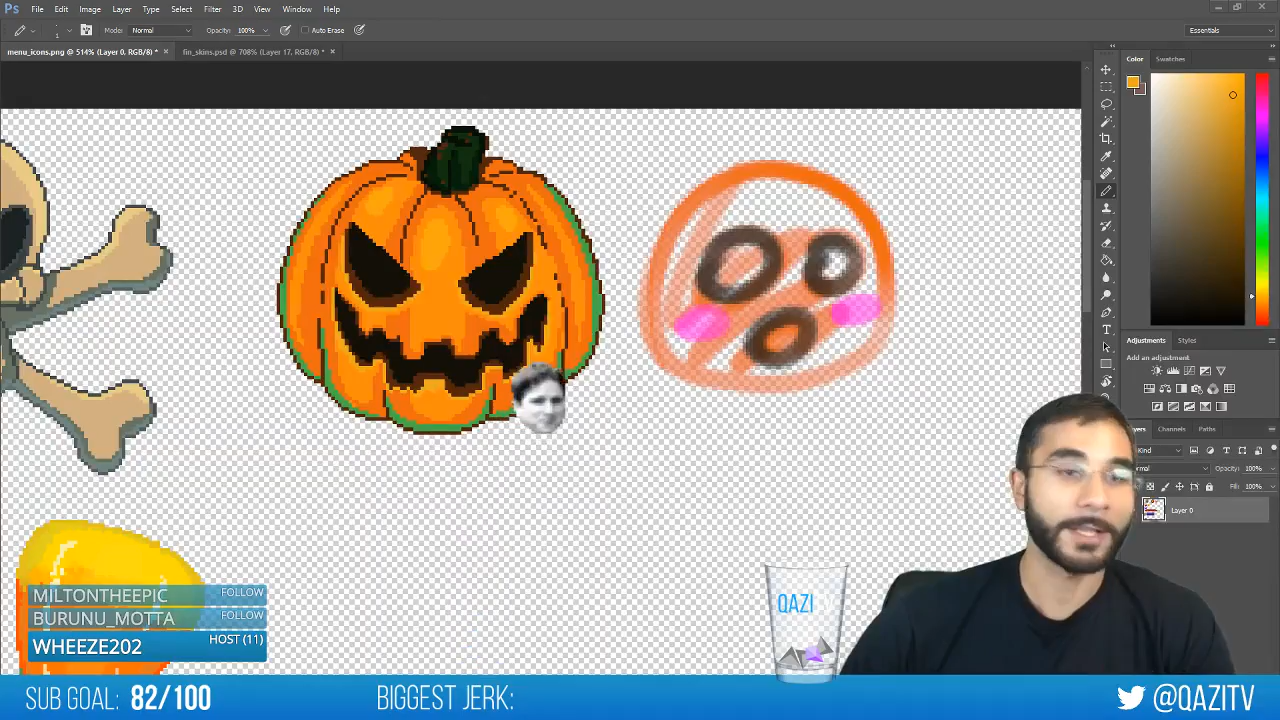 Ps File Edit Image Layer Type Select Filter 3D View Window Help
1 Mode: Normal Opacity: 100% Auto Erase Essentials
menu_icons.png @ 514% (Layer 0, RGB/8) * × fin_skins.psd @ 708% (Layer 17, RGB/8) * ×
Color Swatches
Adjustments Styles
Add an adjustment
Channels Paths
Kind
Opacity: 100%
Fill: 100%
Layer 0
QAZI
MILTONTHEEPIC FOLLOW
BURUNU_MOTTA FOLLOW
WHEEZE202 HOST (11)
SUB GOAL: 82/100 BIGGEST JERK: @QAZITV